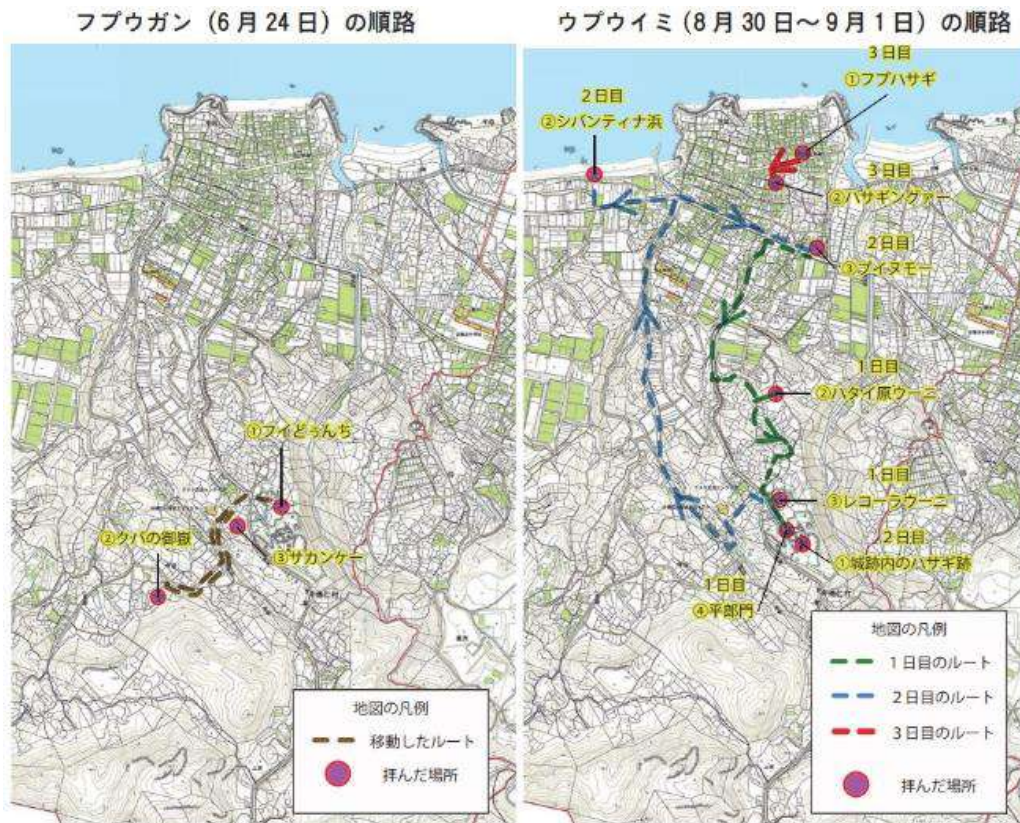 フプウガン（6月24日）の順路
①フイどぅんち
②クバの御嶽
③サカンケー
地図の凡例
移動したルート
拝んだ場所
ウプウイミ（8月30日〜9月1日）の順路
3日目
①フプハサギ
2日目
②シバンティナ浜
3日目
②ハサギングァー
2日目
③プイヌモー
1日目
②ハタイ原ウーニ
1日目
③レコーラウーニ
2日目
①城跡内のハサギ跡
1日目
④平郎門
地図の凡例
1日目のルート
2日目のルート
3日目のルート
拝んだ場所